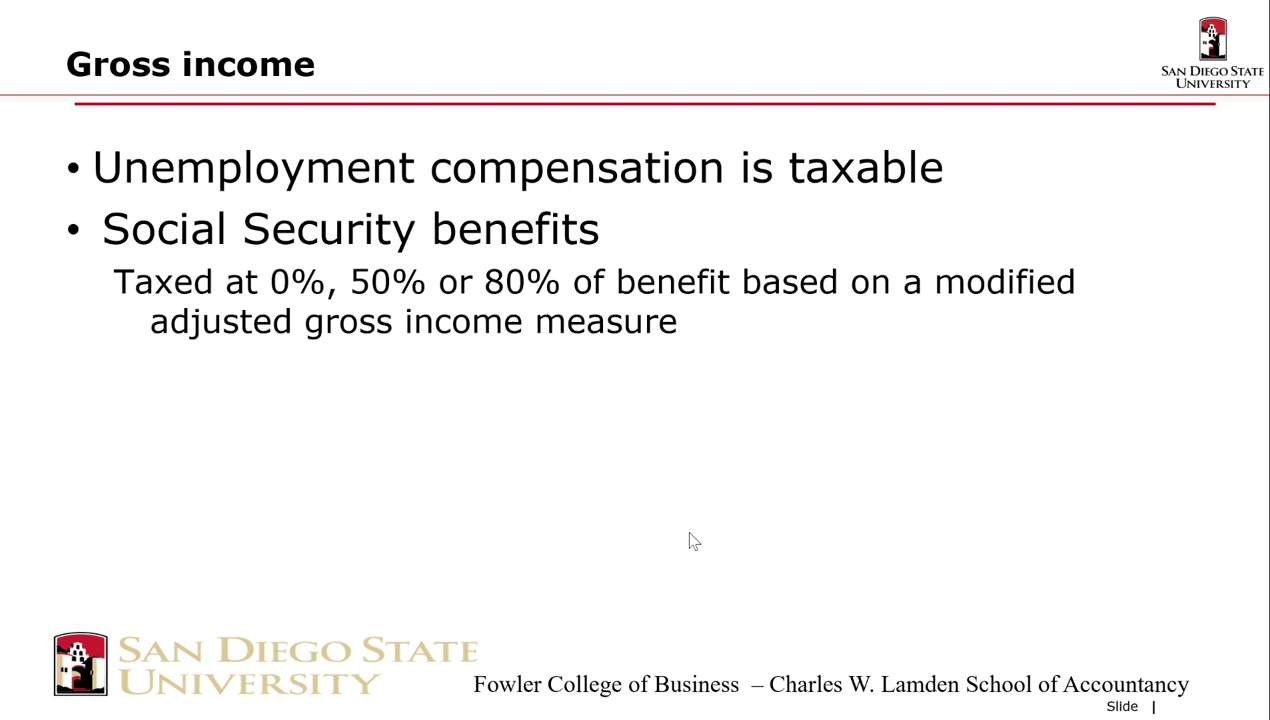 Gross income
SAN DIEGO STATE
UNIVERSITY
• Unemployment compensation is taxable
• Social Security benefits
Taxed at 0%, 50% or 80% of benefit based on a modified
adjusted gross income measure
SAN DIEGO STATE
UNIVERSITY
Fowler College of Business – Charles W. Lamden School of Accountancy
Slide |